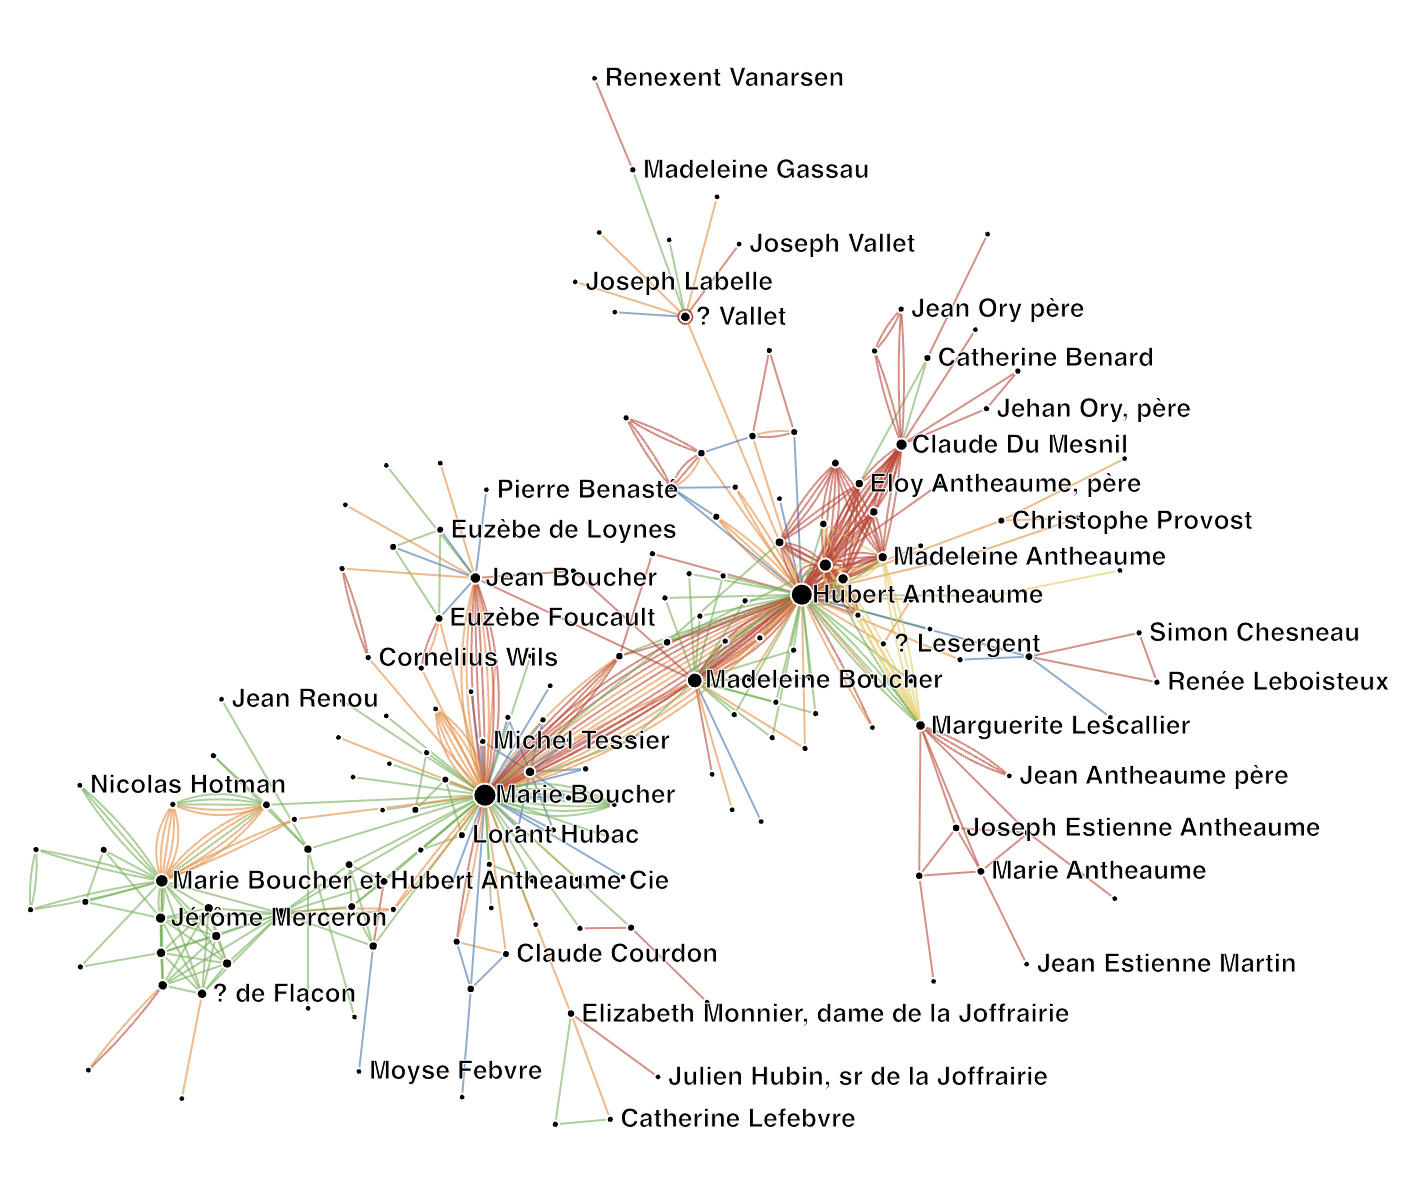 Renexent Vanarsen
Madeleine Gassau
Joseph Vallet
Joseph Labelle
? Vallet
Jean Ory père
Catherine Benard
Jehan Ory, père
Claude Du Mesnil
Eloy Antheaume, père
Pierre Benasté
Christophe Provost
Euzèbe de Loynes
Madeleine Antheaume
Jean Boucher
Hubert Antheaume
Euzèbe Foucault
Simon Chesneau
? Lesergent
Cornelius Wils
Madeleine Boucher
Renée Leboisteux
Jean Renou
Marguerite Lescallier
Michel Tessier
Jean Antheaume père
Nicolas Hotman
Marie Boucher
Joseph Estienne Antheaume
Lorant Hubac
Marie Antheaume
Marie Boucher et Hubert Antheaume Cie
Jérôme Merceron
Claude Courdon
Jean Estienne Martin
? de Flacon
Elizabeth Monnier, dame de la Joffrairie
Moyse Febvre
Julien Hubin, sr de la Joffrairie
Catherine Lefebvre